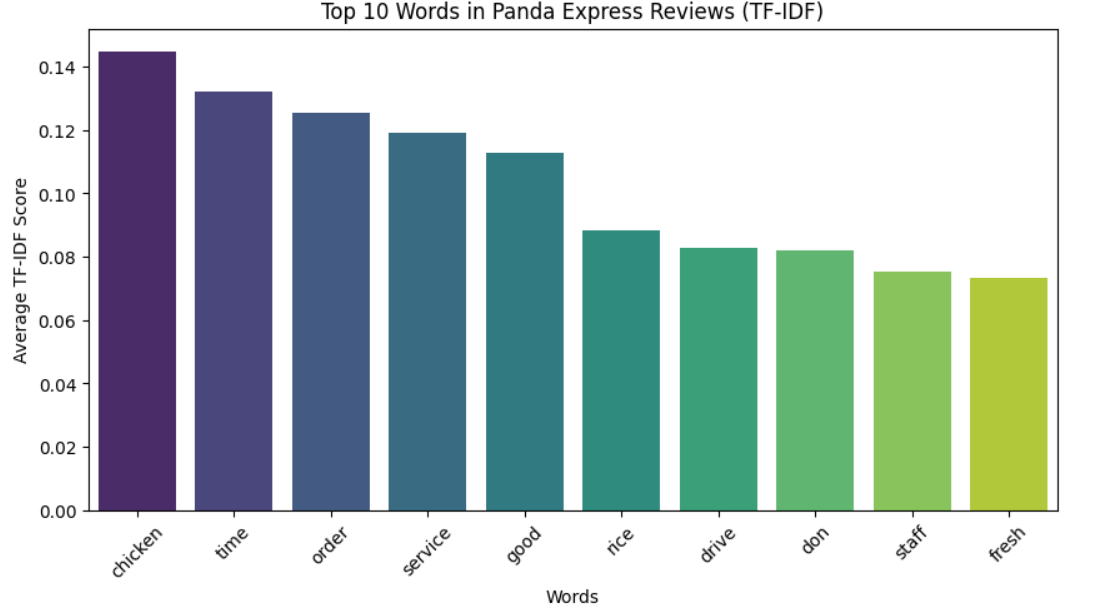 Top 10 Words in Panda Express Reviews (TF-IDF)
Average TF-IDF Score
0.14
0.12
0.10
0.08
0.06
0.04
0.02
0.00
chicken
time
order
service
good
rice
drive
don
staff
fresh
Words